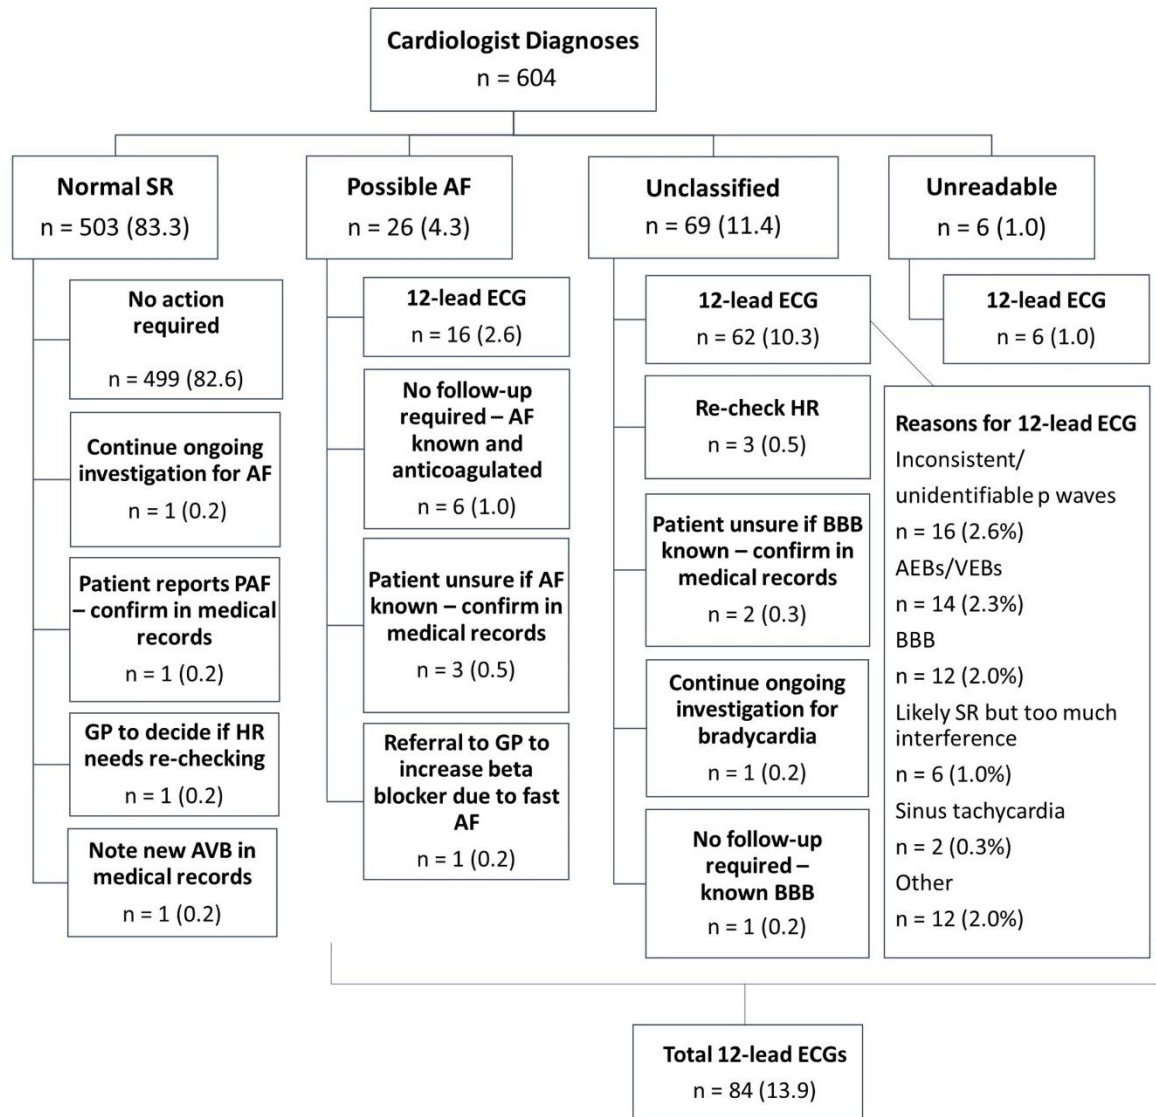 Cardiologist Diagnoses
n = 604
Normal SR
n = 503 (83.3)
Possible AF
n = 26 (4.3)
Unclassified
n = 69 (11.4)
Unreadable
n = 6 (1.0)
No action
required
n = 499 (82.6)
Continue ongoing
investigation for AF
n = 1 (0.2)
Patient reports PAF
– confirm in medical
records
n = 1 (0.2)
GP to decide if HR
needs re-checking
n = 1 (0.2)
Note new AVB in
medical records
n = 1 (0.2)
12-lead ECG
n = 16 (2.6)
No follow-up
required – AF
known and
anticoagulated
n = 6 (1.0)
Patient unsure if AF
known – confirm in
medical records
n = 3 (0.5)
Referral to GP to
increase beta
blocker due to fast
AF
n = 1 (0.2)
12-lead ECG
n = 62 (10.3)
Re-check HR
n = 3 (0.5)
Patient unsure if BBB
known – confirm in
medical records
n = 2 (0.3)
Continue ongoing
investigation for
bradycardia
n = 1 (0.2)
No follow-up
required –
known BBB
n = 1 (0.2)
12-lead ECG
n = 6 (1.0)
Reasons for 12-lead ECG
Inconsistent/
unidentifiable p waves
n = 16 (2.6%)
AEBs/VEBs
n = 14 (2.3%)
BBB
n = 12 (2.0%)
Likely SR but too much
interference
n = 6 (1.0%)
Sinus tachycardia
n = 2 (0.3%)
Other
n = 12 (2.0%)
Total 12-lead ECGs
n = 84 (13.9)